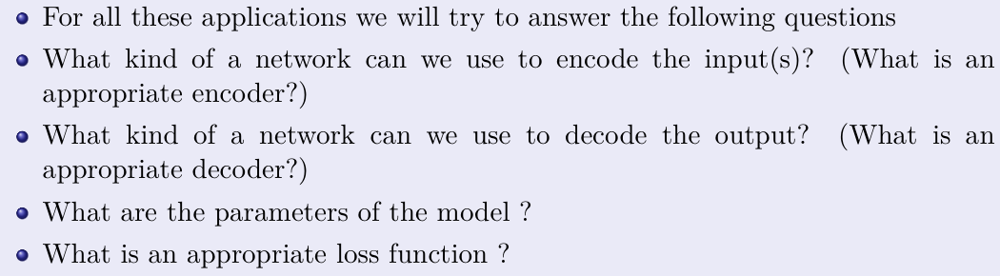 For all these applications we will try to answer the following questions
What kind of a network can we use to encode the input(s)? (What is an
appropriate encoder?)
What kind of a network can we use to decode the output? (What is an
appropriate decoder?)
What are the parameters of the model ?
What is an appropriate loss function ?